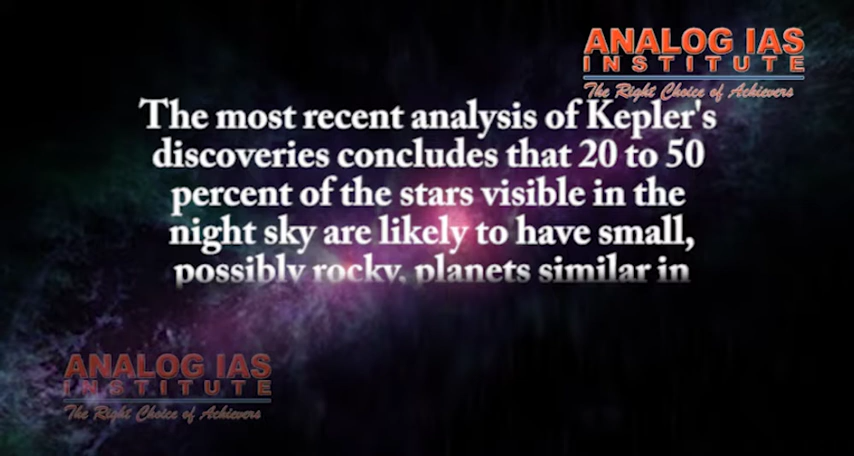 ANALOG IAS
INSTITUTE
The Right Choice of Achievers
The most recent analysis of Kepler's
discoveries concludes that 20 to 50
percent of the stars visible in the
night sky are likely to have small,
possibly rocky, planets similar in
ANALOG IAS
INSTITUTE
The Right Choice of Achievers